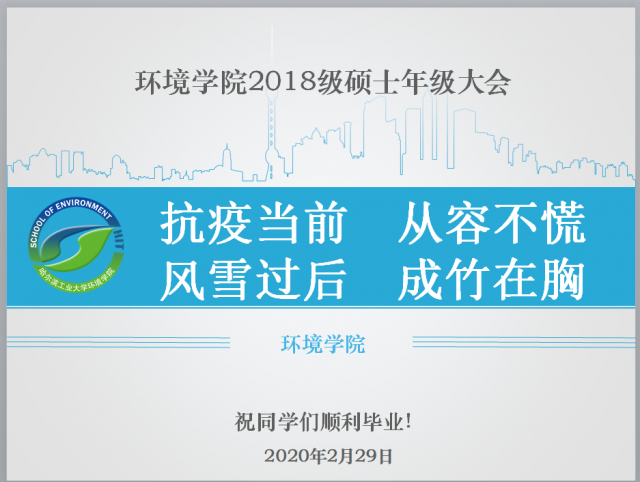 环境学院2018级硕士年级大会
SCHOOL OF ENVIRONMENT
HIT
哈尔滨工业大学环境学院
抗疫当前 从容不慌
风雪过后 成竹在胸
环境学院
祝同学们顺利毕业!
2020年2月29日